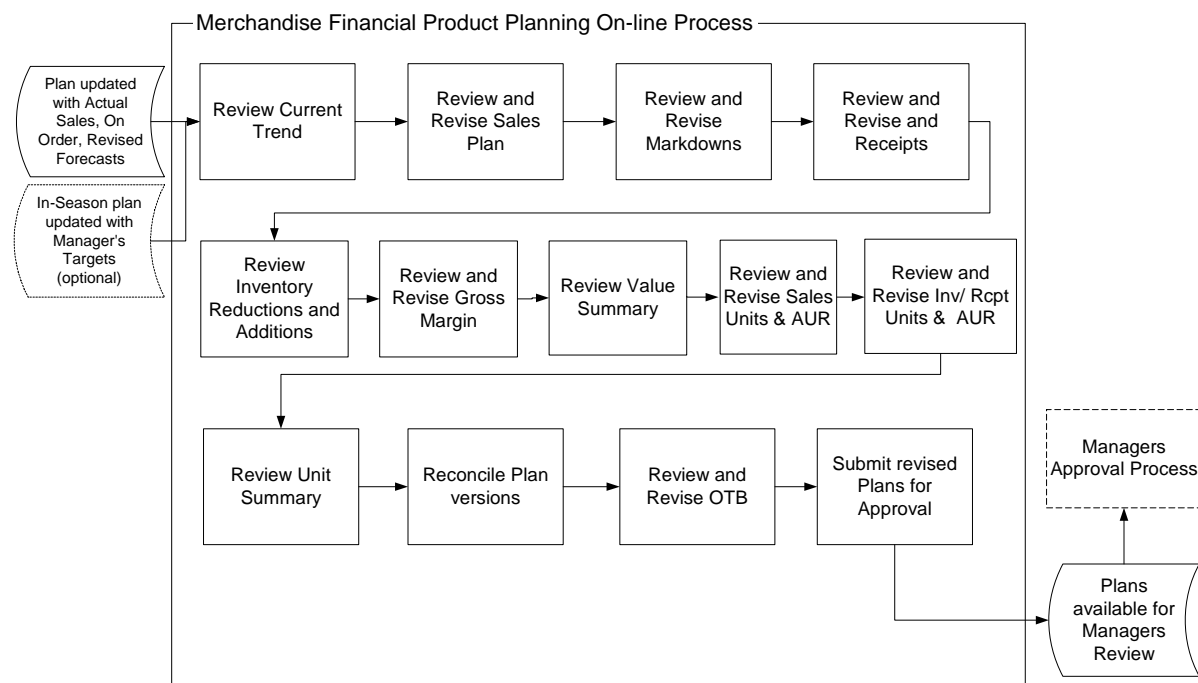 Merchandise Financial Product Planning On-line Process
Plan updated
with Actual
Sales, On
Order, Revised
Forecasts
In-Season plan
updated with
Manager's
Targets
(optional)
Review Current
Trend
Review and
Revise Sales
Plan
Review and
Revise
Markdowns
Review and
Revise and
Receipts
Review
Inventory
Reductions and
Additions
Review and
Revise Gross
Margin
Review Value
Summary
Review and
Revise Sales
Units & AUR
Review and
Revise Inv/ Rcpt
Units &  AUR
Review Unit
Summary
Reconcile Plan
versions
Review and
Revise OTB
Submit revised
Plans for
Approval
Managers
Approval Process
Plans
available for
Managers
Review